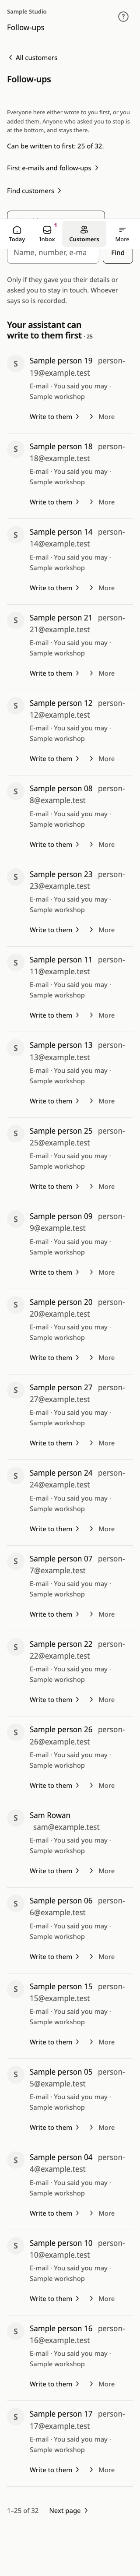 Sample Studio
Follow-ups
?
All customers
Follow-ups
Everyone here either wrote to you first, or you
added them. Anyone who asked you to stop is
at the bottom, and stays there.
Can be written to first: 25 of 32.
First e-mails and follow-ups
Find customers
Today
Inbox
1
Customers
More
Name, number, e-ma
Find
Only if they gave you their details or
asked you to stay in touch. Whoever
says so is recorded.
Your assistant can
write to them first · 25
S
Sample person 19 person-
19@example.test
E-mail · You said you may ·
Sample workshop
Write to them
More
S
Sample person 18 person-
18@example.test
E-mail · You said you may ·
Sample workshop
Write to them
More
S
Sample person 14 person-
14@example.test
E-mail · You said you may ·
Sample workshop
Write to them
More
S
Sample person 21 person-
21@example.test
E-mail · You said you may ·
Sample workshop
Write to them
More
S
Sample person 12 person-
12@example.test
E-mail · You said you may ·
Sample workshop
Write to them
More
S
Sample person 08 person-
8@example.test
E-mail · You said you may ·
Sample workshop
Write to them
More
S
Sample person 23 person-
23@example.test
E-mail · You said you may ·
Sample workshop
Write to them
More
S
Sample person 11 person-
11@example.test
E-mail · You said you may ·
Sample workshop
Write to them
More
S
Sample person 13 person-
13@example.test
E-mail · You said you may ·
Sample workshop
Write to them
More
S
Sample person 25 person-
25@example.test
E-mail · You said you may ·
Sample workshop
Write to them
More
S
Sample person 09 person-
9@example.test
E-mail · You said you may ·
Sample workshop
Write to them
More
S
Sample person 20 person-
20@example.test
E-mail · You said you may ·
Sample workshop
Write to them
More
S
Sample person 27 person-
27@example.test
E-mail · You said you may ·
Sample workshop
Write to them
More
S
Sample person 24 person-
24@example.test
E-mail · You said you may ·
Sample workshop
Write to them
More
S
Sample person 07 person-
7@example.test
E-mail · You said you may ·
Sample workshop
Write to them
More
S
Sample person 22 person-
22@example.test
E-mail · You said you may ·
Sample workshop
Write to them
More
S
Sample person 26 person-
26@example.test
E-mail · You said you may ·
Sample workshop
Write to them
More
S
Sam Rowan
sam@example.test
E-mail · You said you may ·
Sample workshop
Write to them
More
S
Sample person 06 person-
6@example.test
E-mail · You said you may ·
Sample workshop
Write to them
More
S
Sample person 15 person-
15@example.test
E-mail · You said you may ·
Sample workshop
Write to them
More
S
Sample person 05 person-
5@example.test
E-mail · You said you may ·
Sample workshop
Write to them
More
S
Sample person 04 person-
4@example.test
E-mail · You said you may ·
Sample workshop
Write to them
More
S
Sample person 10 person-
10@example.test
E-mail · You said you may ·
Sample workshop
Write to them
More
S
Sample person 16 person-
16@example.test
E-mail · You said you may ·
Sample workshop
Write to them
More
S
Sample person 17 person-
17@example.test
E-mail · You said you may ·
Sample workshop
Write to them
More
1–25 of 32
Next page